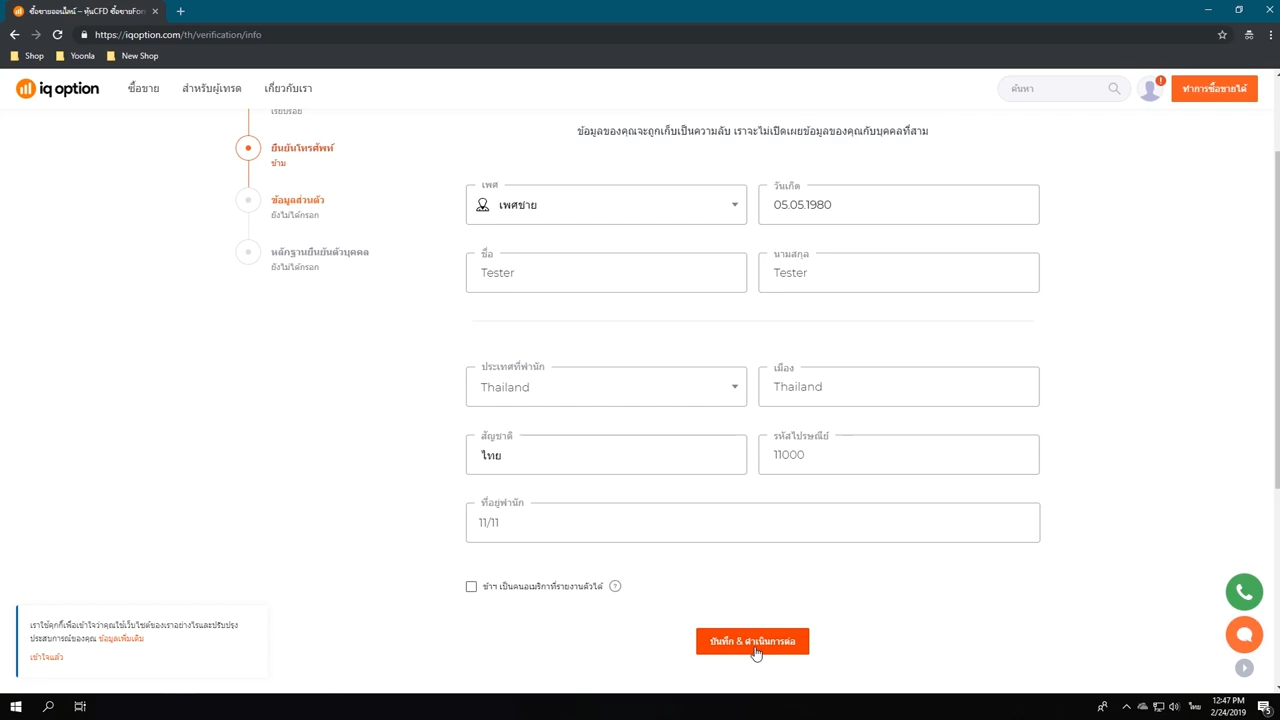 ซื้อขายออนไลน์ – หุ้นCFD ซื้อขายFor
https://iqoption.com/th/verification/info
Shop Yoonla New Shop
iq option ซื้อขาย สำหรับผู้เทรด เกี่ยวกับเรา ค้นหา ทำการซื้อขายได้
เรียบร้อย
ข้อมูลของคุณจะถูกเก็บเป็นความลับ เราจะไม่เปิดเผยข้อมูลของคุณกับบุคคลที่สาม
ยืนยันโทรศัพท์
ข้าม
ข้อมูลส่วนตัว
ยังไม่ได้กรอก
หลักฐานยืนยันตัวบุคคล
ยังไม่ได้กรอก
เพศ วันเกิด
เพศชาย 05.05.1980
ชื่อ นามสกุล
Tester Tester
ประเทศที่พำนัก เมือง
Thailand Thailand
สัญชาติ รหัสไปรษณีย์
ไทย 11000
ที่อยู่พำนัก
11/11
ข้าฯ เป็นคนอเมริกาที่รายงานตัวได้ ?
บันทึก & ดำเนินการต่อ
เราใช้คุกกี้เพื่อเข้าใจว่าคุณใช้เว็บไซต์ของเราอย่างไรและปรับปรุง
ประสบการณ์ของคุณ ข้อมูลเพิ่มเติม
เข้าใจแล้ว
ไทย 12:47 PM
2/24/2019